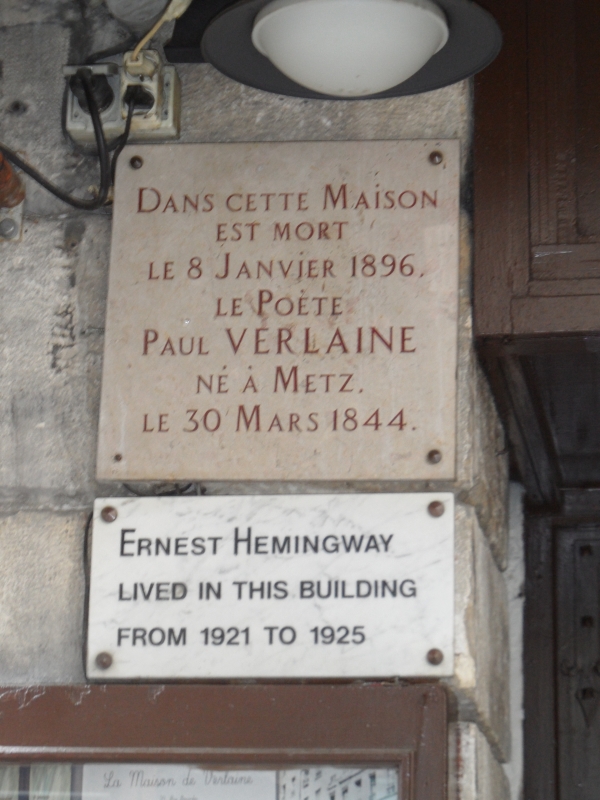 DANS CETTE MAISON
EST MORT
LE 8 JANVIER 1896.
LE POÈTE
PAUL VERLAINE
NÉ À METZ.
LE 30 MARS 1844.
ERNEST HEMINGWAY
LIVED IN THIS BUILDING
FROM 1921 TO 1925
La Maison de Verlaine